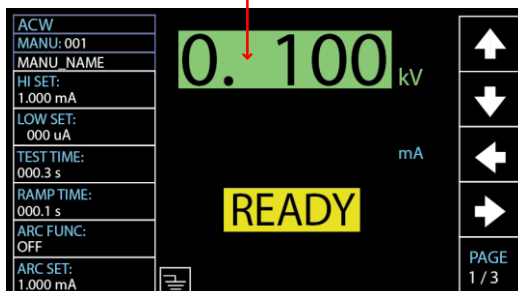 ACW
MANU: 001
MANU_NAME
HI SET:
1.000 mA
LOW SET:
000 uA
TEST TIME:
000.3 s
RAMP TIME:
000.1 s
ARC FUNC:
OFF
ARC SET:
1.000 mA
0. 100 kV
mA
READY
PAGE
1 / 3